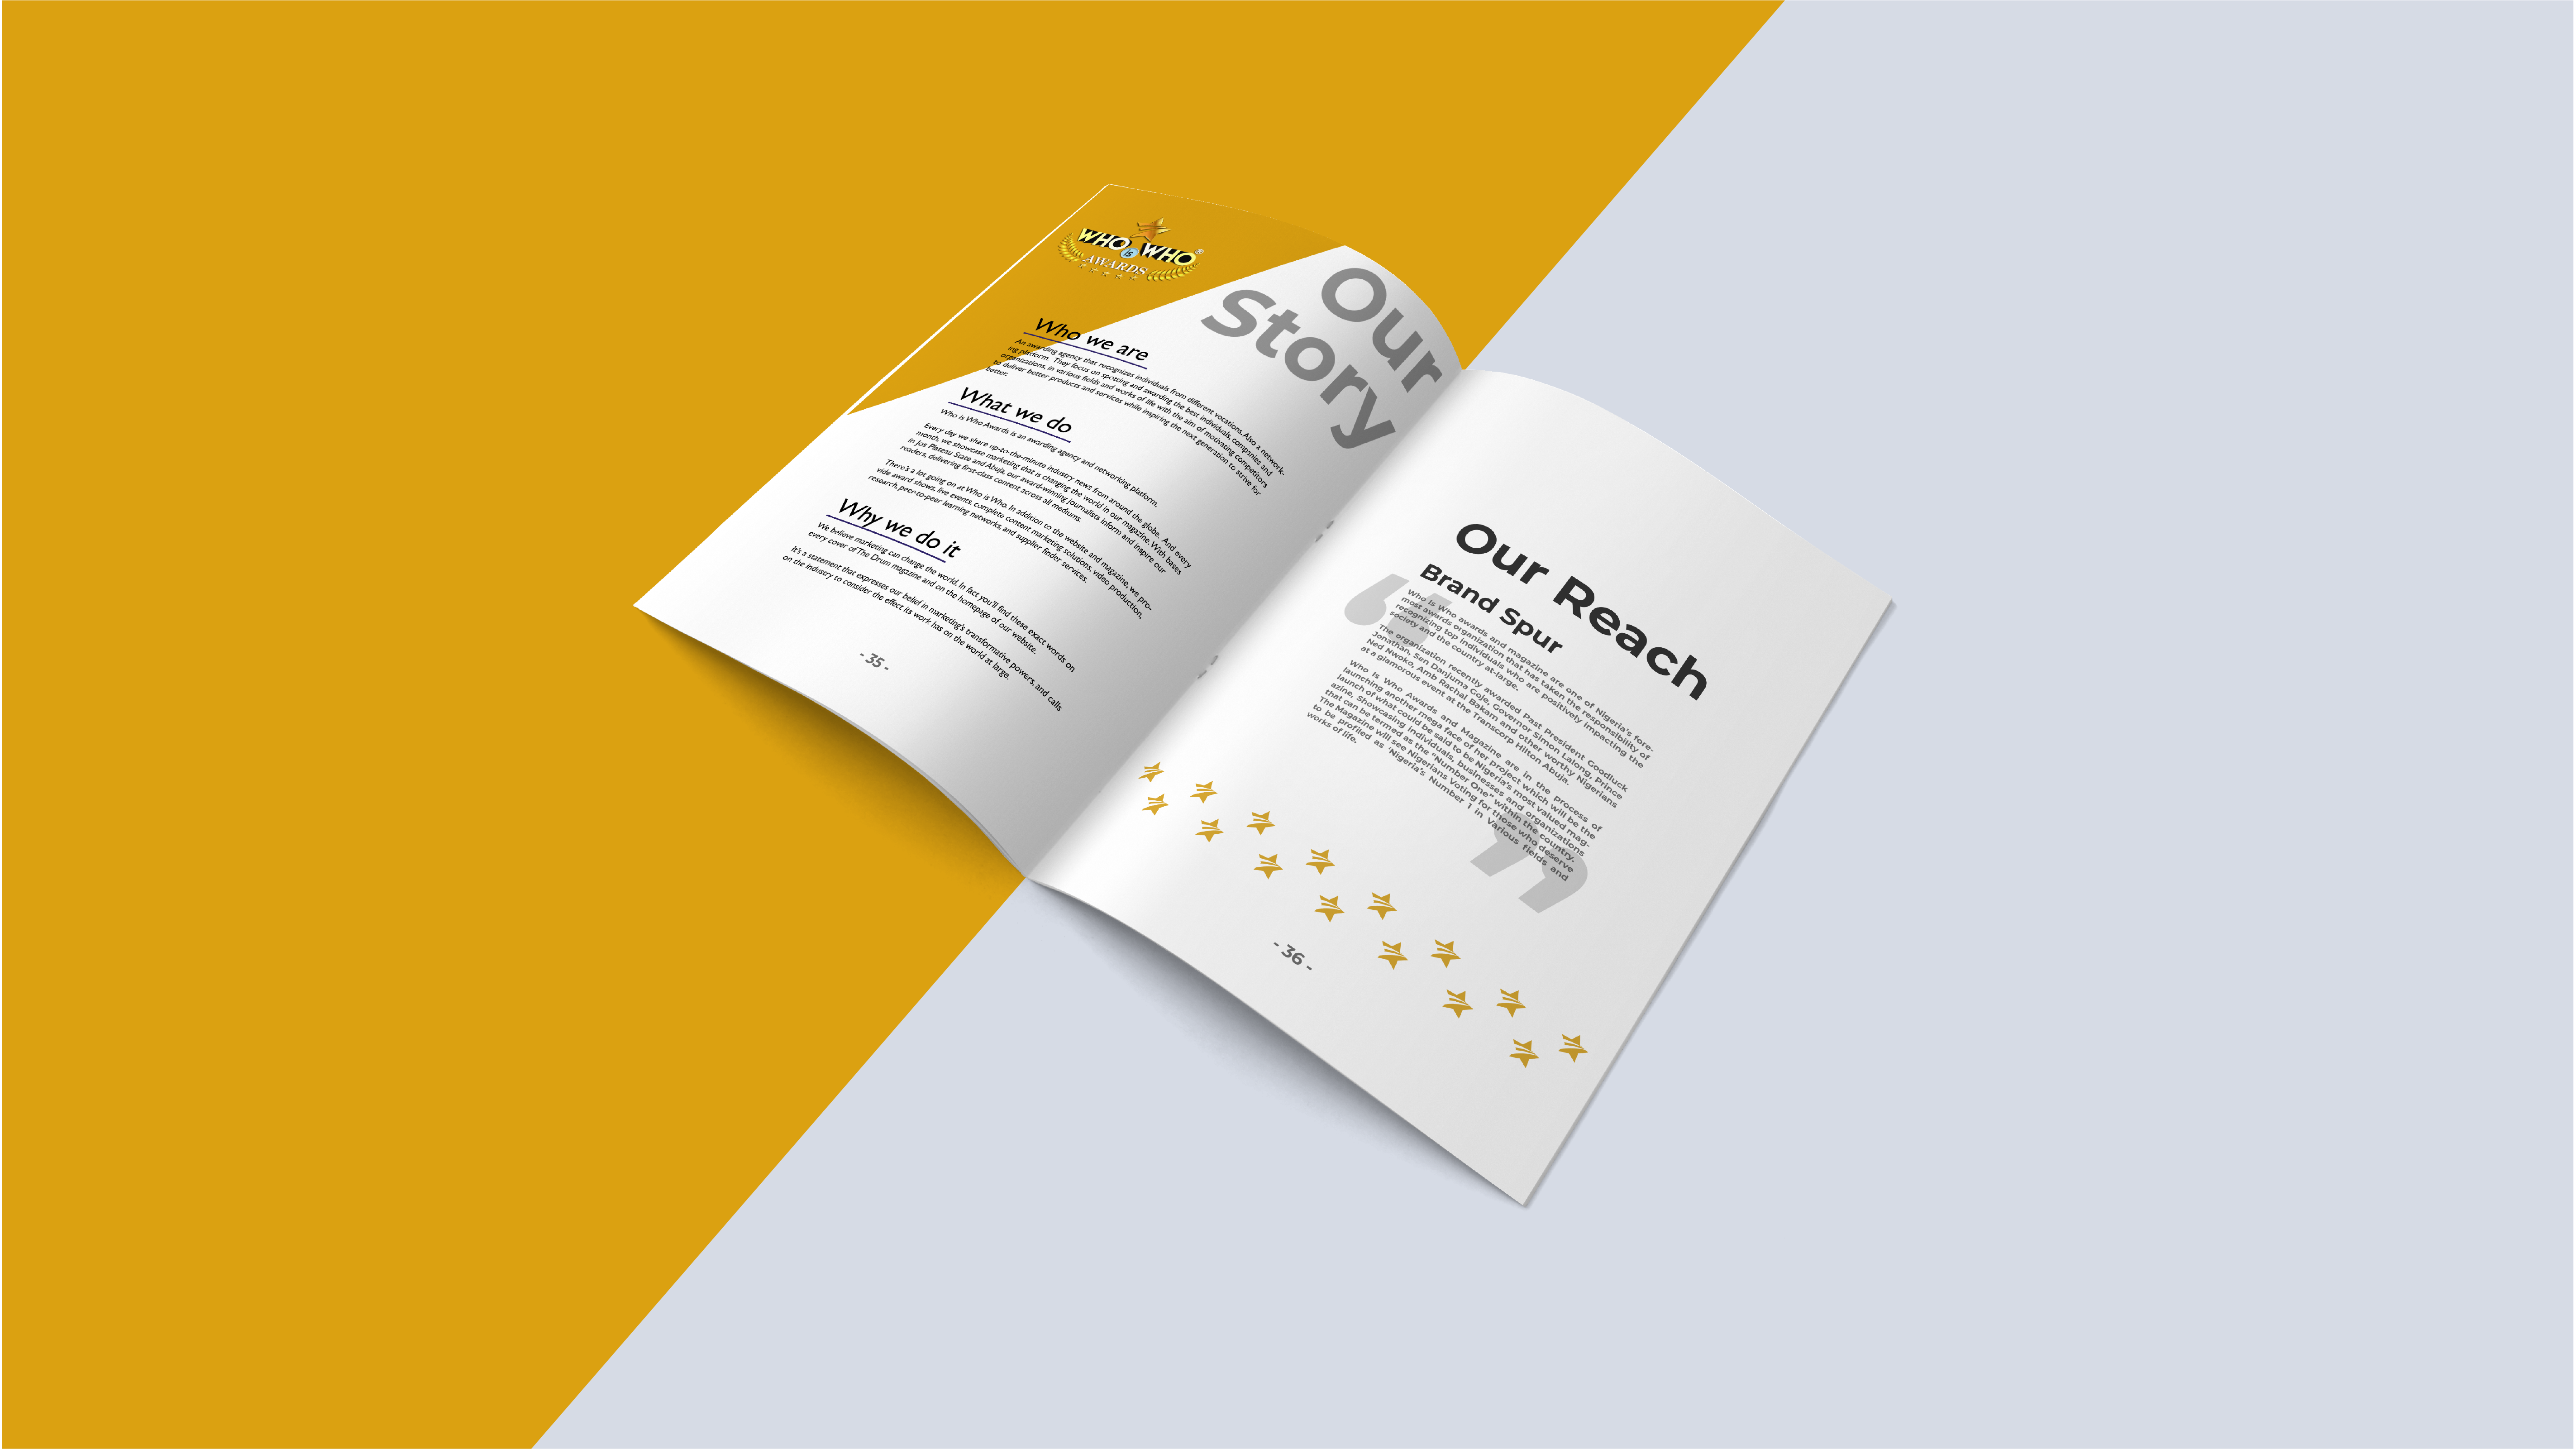 WHO is WHO
AWARDS
Our
Story
Who we are
An awarding agency that recognizes individuals from different vocations. Also a network-
ing platform. They focus on spotting and awarding the best individuals, companies and
organizations, in various fields and works of life with the aim of motivating competitors
to deliver better products and services while inspiring the next generation to strive for
better.
What we do
Who is Who Awards is an awarding agency and networking platform.
Every day we share up-to-the-minute industry news from around the globe. And every
month, we showcase marketing that is changing the world in our magazine. With bases
in Jos Plateau State and Abuja, our award-winning journalists inform and inspire our
readers, delivering first-class content across all mediums.
There's a lot going on at Who is Who. In addition to the website and magazine, we pro-
vide award shows, live events, complete content marketing solutions, video production,
research, peer-to-peer learning networks, and supplier finder services.
Why we do it
We believe marketing can change the world. In fact you'll find these exact words on
every cover of The Drum magazine and on the homepage of our website.
It's a statement that expresses our belief in marketing's transformative powers, and calls
on the industry to consider the effect its work has on the world at large.
- 35 -
Our Reach
Brand Spur
“
Who is Who awards and magazine are one of Nigeria's fore-
most awards organization that has taken the responsibility of
recognizing top individuals who are positively impacting the
society and the country at-large.
The organization recently awarded Past President Goodluck
Jonathan, Sen Danjuma Goje, Governor Simon Lalong, Prince
Ned Nwoko, Amb Rachal Bakam and other worthy Nigerians
at a glamorous event at the Transcorp Hilton Abuja.
Who Is Who Awards and Magazine are in the process of
launching another mega face of her project which will be the
launch of what could be said to be Nigeria's most valued mag-
azine, Showcasing individuals, businesses and organizations
that can be termed as the "Number One" within the country.
The Magazine will see Nigerians Voting for those who deserve
to be profiled as 'Nigeria's Number 1 in Various fields and
works of life.
”
- 36 -